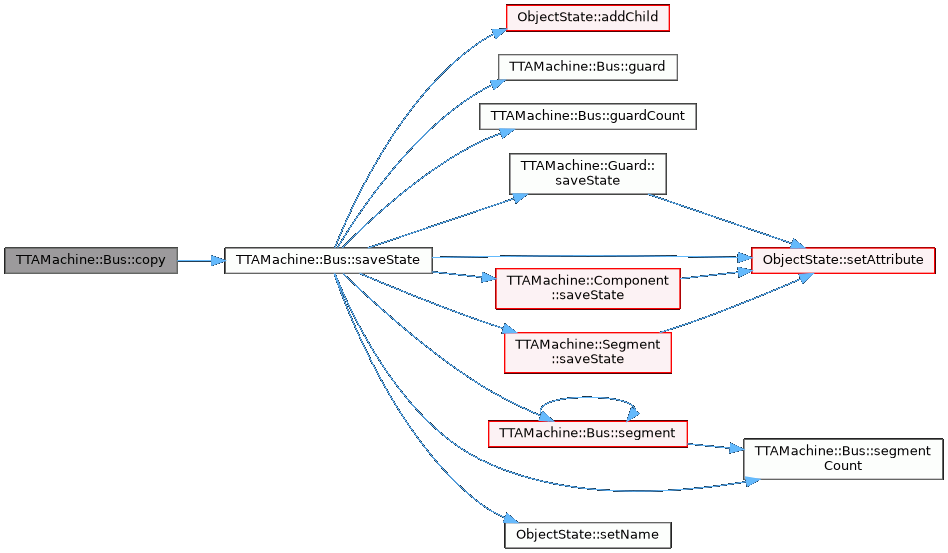 ObjectState::addChild
TTAMachine::Bus::guard
TTAMachine::Bus::guardCount
TTAMachine::Guard::
saveState
TTAMachine::Bus::copy
TTAMachine::Bus::saveState
ObjectState::setAttribute
TTAMachine::Component
::saveState
TTAMachine::Segment
::saveState
TTAMachine::Bus::segment
TTAMachine::Bus::segment
Count
ObjectState::setName